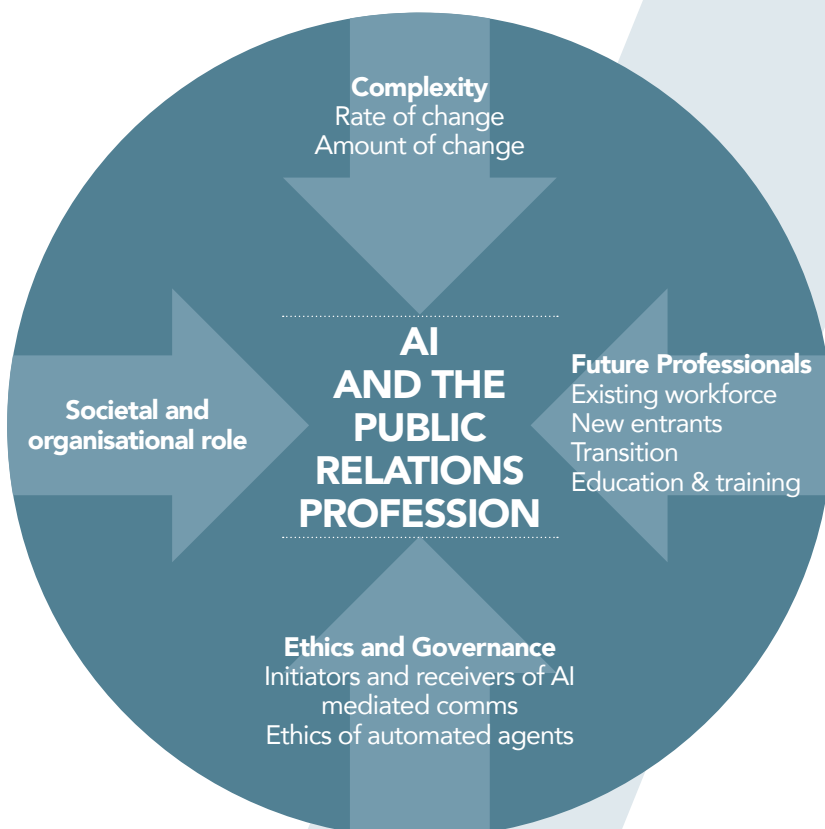 Complexity
Rate of change
Amount of change
AI
AND THE
PUBLIC
RELATIONS
PROFESSION
Societal and
organisational role
Future Professionals
Existing workforce
New entrants
Transition
Education & training
Ethics and Governance
Initiators and receivers of AI
mediated comms
Ethics of automated agents